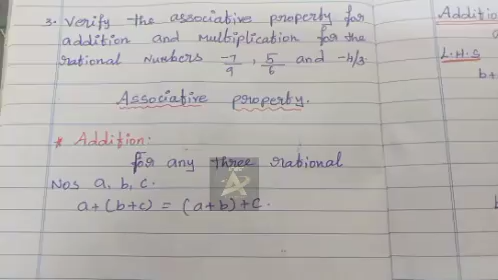 3. Verify the associative property for
addition and multiplication for the
rational numbers -7/9, 5/6 and -4/3.
Associative property.
* Addition:
for any three rational
Nos a, b, c.
a+(b+c) = (a+b)+c.
Additio
L.H.S
b+